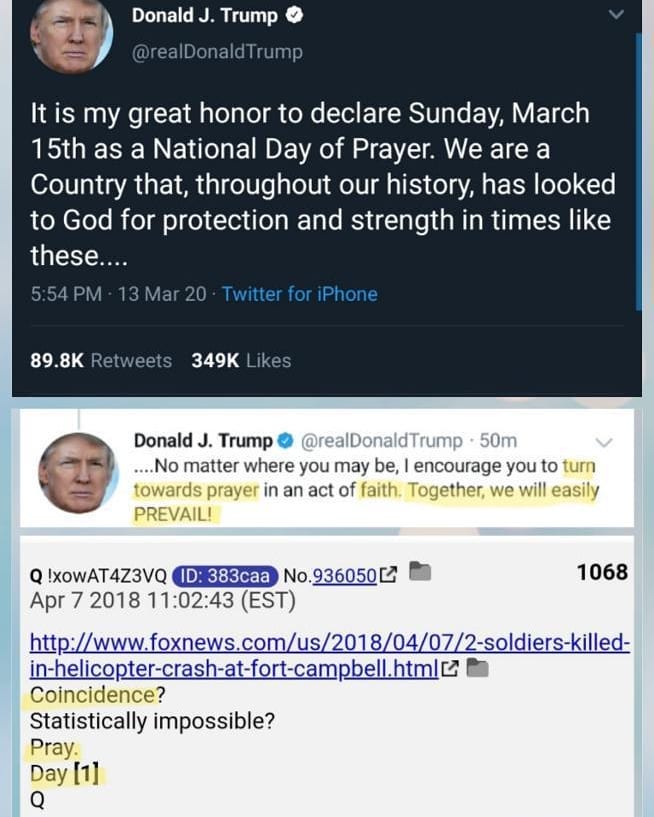 Donald J. Trump
@realDonaldTrump
It is my great honor to declare Sunday, March
15th as a National Day of Prayer. We are a
Country that, throughout our history, has looked
to God for protection and strength in times like
these....
5:54 PM · 13 Mar 20 · Twitter for iPhone
89.8K Retweets 349K Likes
Donald J. Trump @realDonaldTrump · 50m
....No matter where you may be, I encourage you to turn
towards prayer in an act of faith. Together, we will easily
PREVAIL!
Q !xowAT4Z3VQ ID: 383caa No.936050 1068
Apr 7 2018 11:02:43 (EST)
http://www.foxnews.com/us/2018/04/07/2-soldiers-killed-
in-helicopter-crash-at-fort-campbell.html
Coincidence?
Statistically impossible?
Pray.
Day [1]
Q